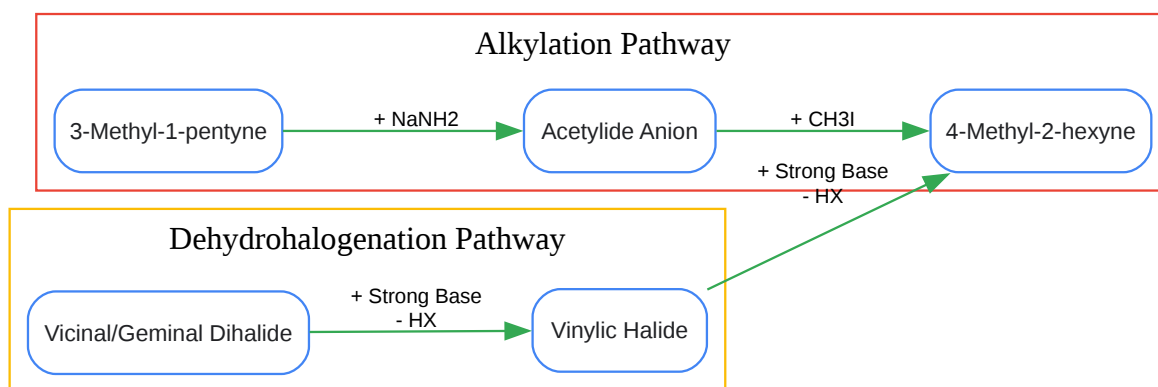 Alkylation Pathway
3-Methyl-1-pentyne
+ NaNH2
Acetylide Anion
+ CH3I
4-Methyl-2-hexyne
+ Strong Base
- HX
Dehydrohalogenation Pathway
Vicinal/Geminal Dihalide
+ Strong Base
- HX
Vinylic Halide